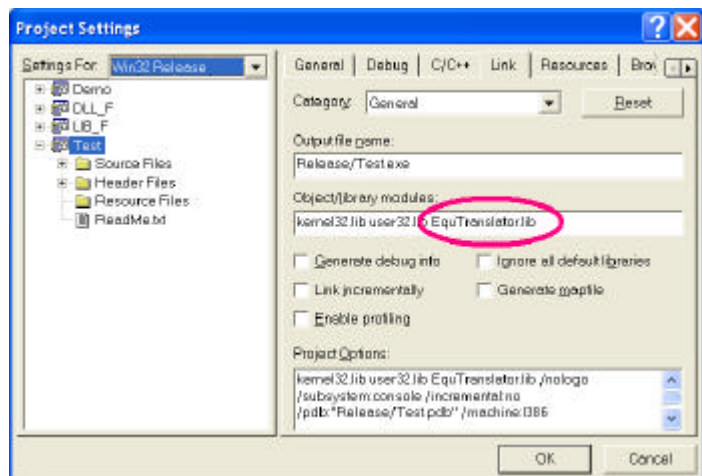 Project Settings
Settings For: Win32 Release
Demo
DLL_F
LIB_F
Test
Source Files
Header Files
Resource Files
ReadMe.txt
General Debug C/C++ Link Resources Brow
Category: General Reset
Output file name:
Release/Test.exe
Object/library modules:
kernel32.lib user32.lib EquTranslator.lib
Generate debug info Ignore all default libraries
Link incrementally Generate mapfile
Enable profiling
Project Options:
kernel32.lib user32.lib EquTranslator.lib /nologo
/subsystem:console /incremental:no
/pdb:"Release/Test.pdb" /machine:I386
OK Cancel